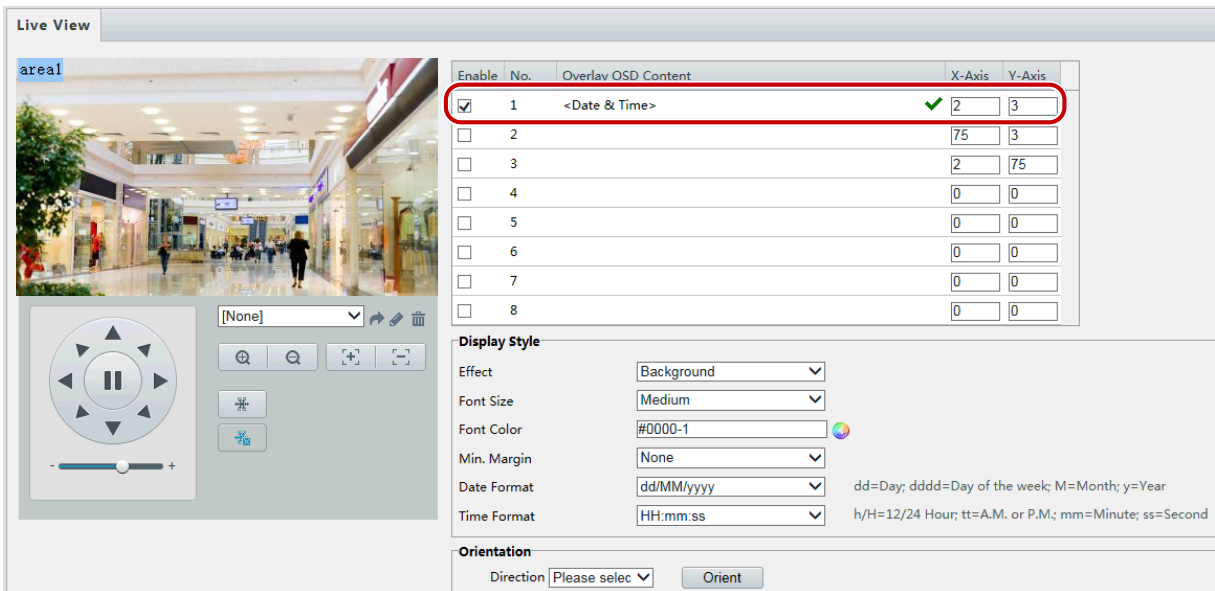 Live View
area1
Enable No. Overlay OSD Content X-Axis Y-Axis
1 <Date & Time> 2 3
2 75 3
3 2 75
4 0 0
5 0 0
6 0 0
7 0 0
8 0 0
[None]
- +
Display Style
Effect Background
Font Size Medium
Font Color #0000-1
Min. Margin None
Date Format dd/MM/yyyy dd=Day; dddd=Day of the week; M=Month; y=Year
Time Format HH:mm:ss h/H=12/24 Hour; tt=A.M. or P.M.; mm=Minute; ss=Second
Orientation
Direction Please selec Orient